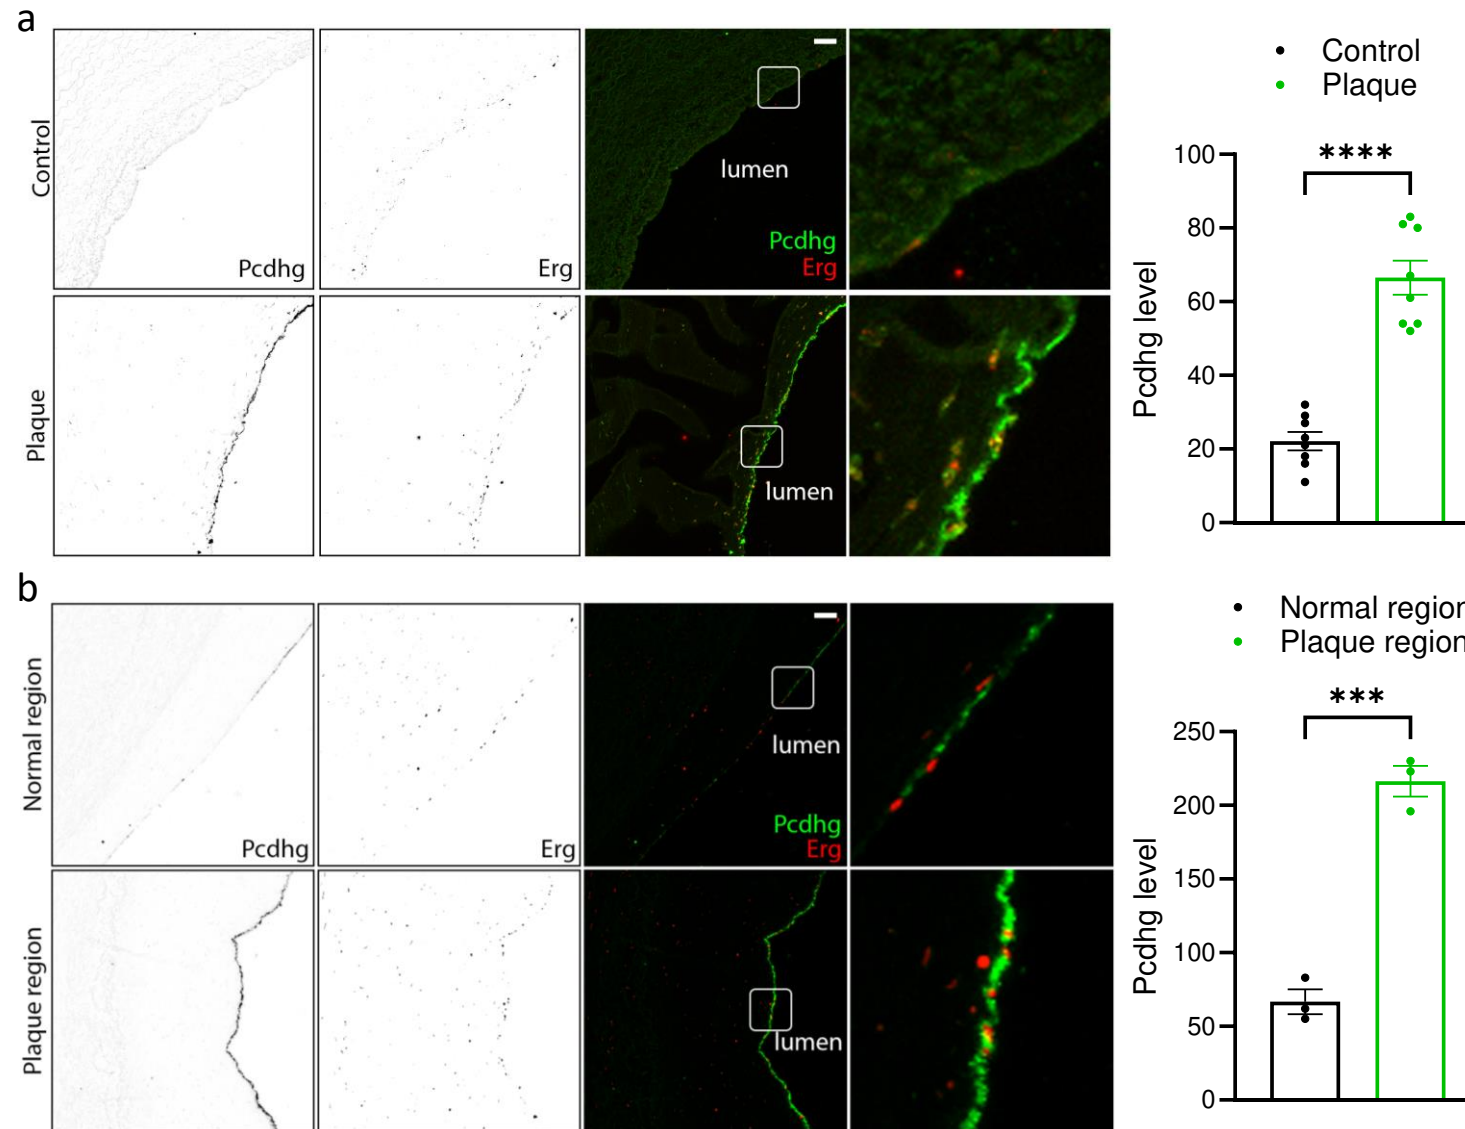 a
Control
Pcdhg
Erg
lumen
Pcdhg
Erg
Plaque
lumen
Control
Plaque
Pcdhg level
100
80
60
40
20
0
****
b
Normal region
Pcdhg
Erg
lumen
Pcdhg
Erg
Plaque region
lumen
Normal region
Plaque region
Pcdhg level
250
200
150
100
50
0
***